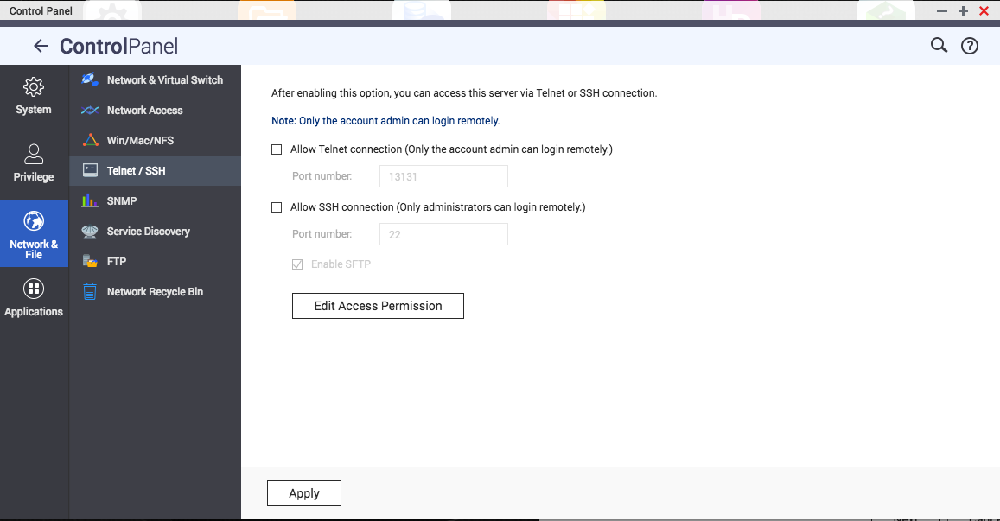 Control Panel
ControlPanel
System
Privilege
Network &
File
Applications
Network & Virtual Switch
Network Access
Win/Mac/NFS
Telnet / SSH
SNMP
Service Discovery
FTP
Network Recycle Bin
After enabling this option, you can access this server via Telnet or SSH connection.
Note: Only the account admin can login remotely.
Allow Telnet connection (Only the account admin can login remotely.)
Port number: 13131
Allow SSH connection (Only administrators can login remotely.)
Port number: 22
Enable SFTP
Edit Access Permission
Apply